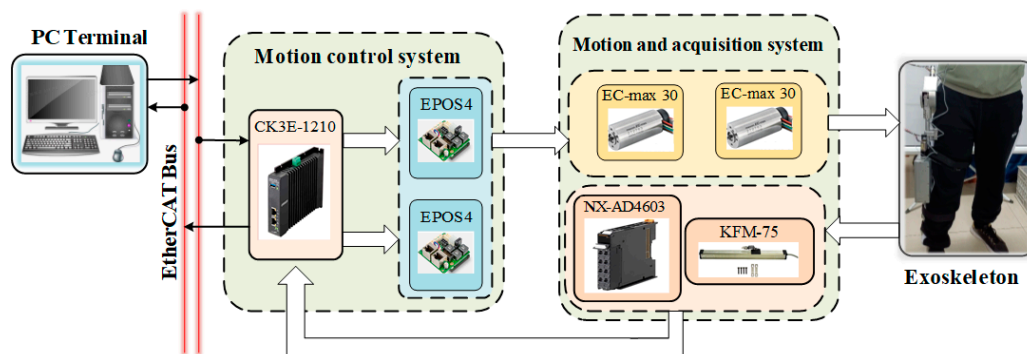 PC Terminal
EtherCAT Bus
Motion control system
CK3E-1210
EPOS4
EPOS4
Motion and acquisition system
EC-max 30
EC-max 30
NX-AD4603
KFM-75
Exoskeleton